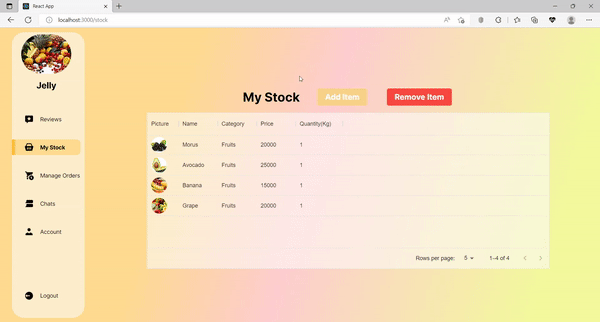 React App
localhost:3000/stock
Jelly
Reviews
My Stock
Manage Orders
Chats
Account
Logout
My Stock
Add Item
Remove Item
Picture Name Category Price Quantity(Kg)
Morus Fruits 20000 1
Avocado Fruits 25000 1
Banana Fruits 15000 1
Grape Fruits 20000 1
Rows per page: 5 1–4 of 4